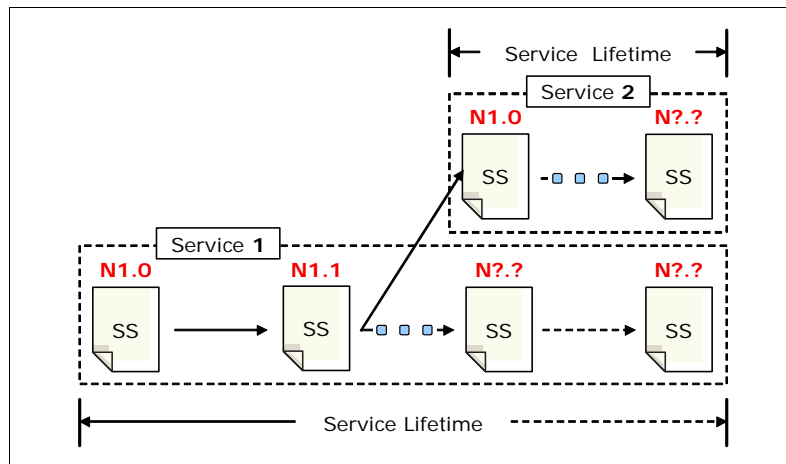 Service Lifetime
Service 2
N1.0 N?.?
SS SS
Service 1
N1.0 N1.1 N?.? N?.?
SS SS SS SS
Service Lifetime